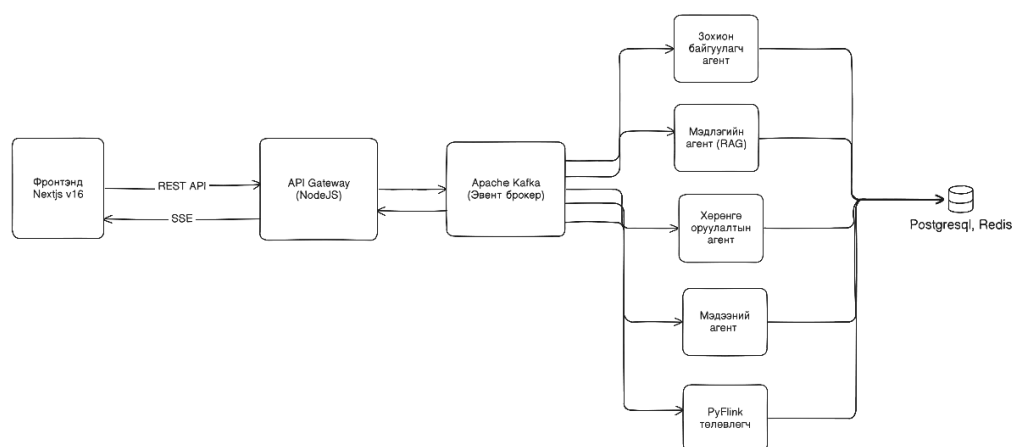 Фронтэнд
Nextjs v16
REST API
SSE
API Gateway
(NodeJS)
Apache Kafka
(Эвент брокер)
Зохион
байгуулагч
агент
Мэдлэгийн
агент (RAG)
Хөрөнгө
оруулалтын
агент
Мэдээний
агент
PyFlink
төлөвлөгч
Postgresql, Redis